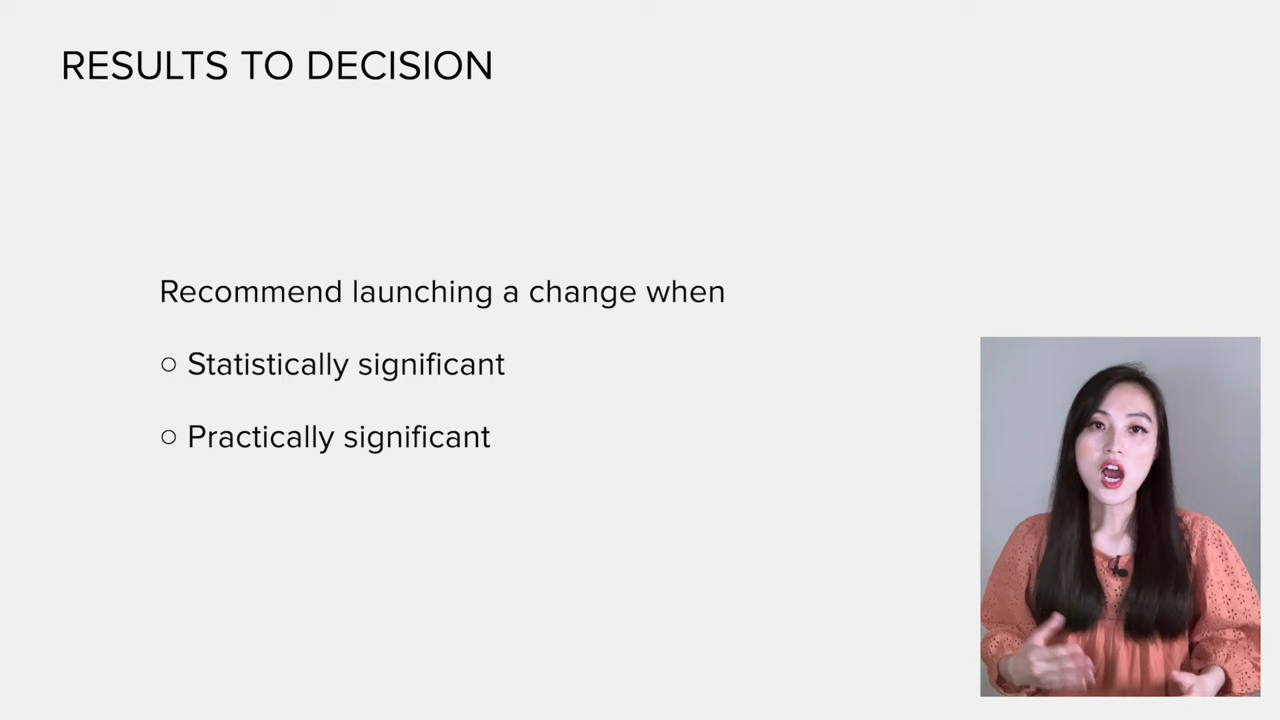 RESULTS TO DECISION
Recommend launching a change when
○ Statistically significant
○ Practically significant